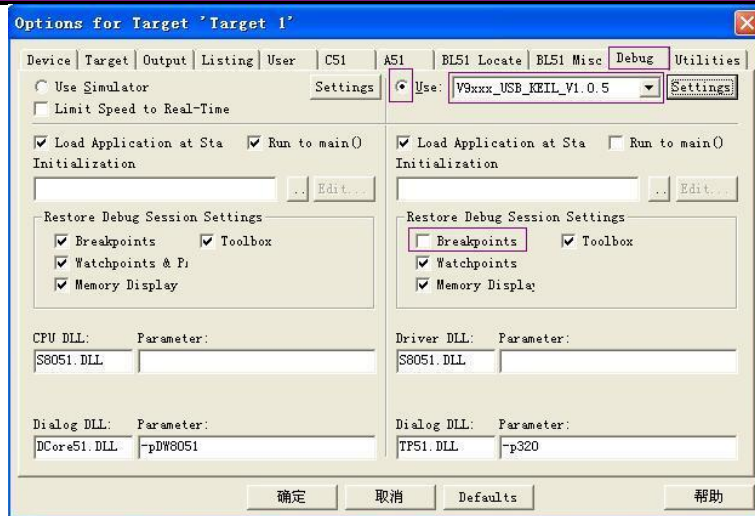 Options for Target 'Target 1'
Device Target Output Listing User C51 A51 BL51 Locate BL51 Misc Debug Utilities
Use Simulator Settings Use: V9xxx_USB_KEIL_V1.0.5 Settings
Limit Speed to Real-Time
Load Application at Sta Run to main() Load Application at Sta Run to main()
Initialization Initialization
.. Edit... .. Edit...
Restore Debug Session Settings Restore Debug Session Settings
Breakpoints Toolbox Breakpoints Toolbox
Watchpoints & P Watchpoints
Memory Display Memory Display
CPU DLL: Parameter: Driver DLL: Parameter:
S8051.DLL S8051.DLL
Dialog DLL: Parameter: Dialog DLL: Parameter:
DCore51.DLL -pDW8051 TP51.DLL -p320
确定 取消 Defaults 帮助